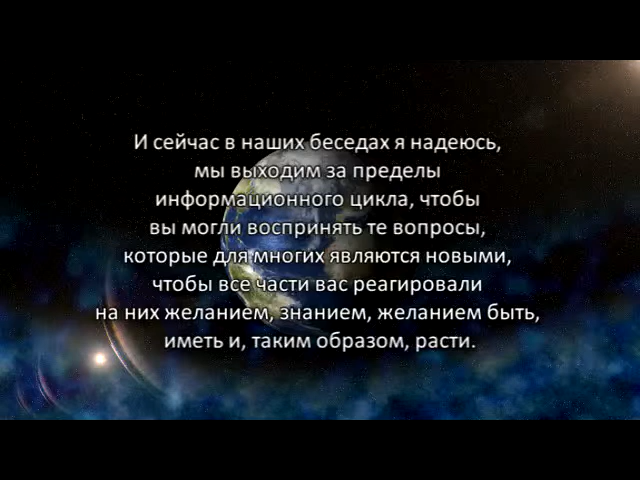 И сейчас в наших беседах я надеюсь,
мы выходим за пределы
информационного цикла, чтобы
вы могли воспринять те вопросы,
которые для многих являются новыми,
чтобы все части вас реагировали
на них желанием, знанием, желанием быть,
иметь и, таким образом, расти.